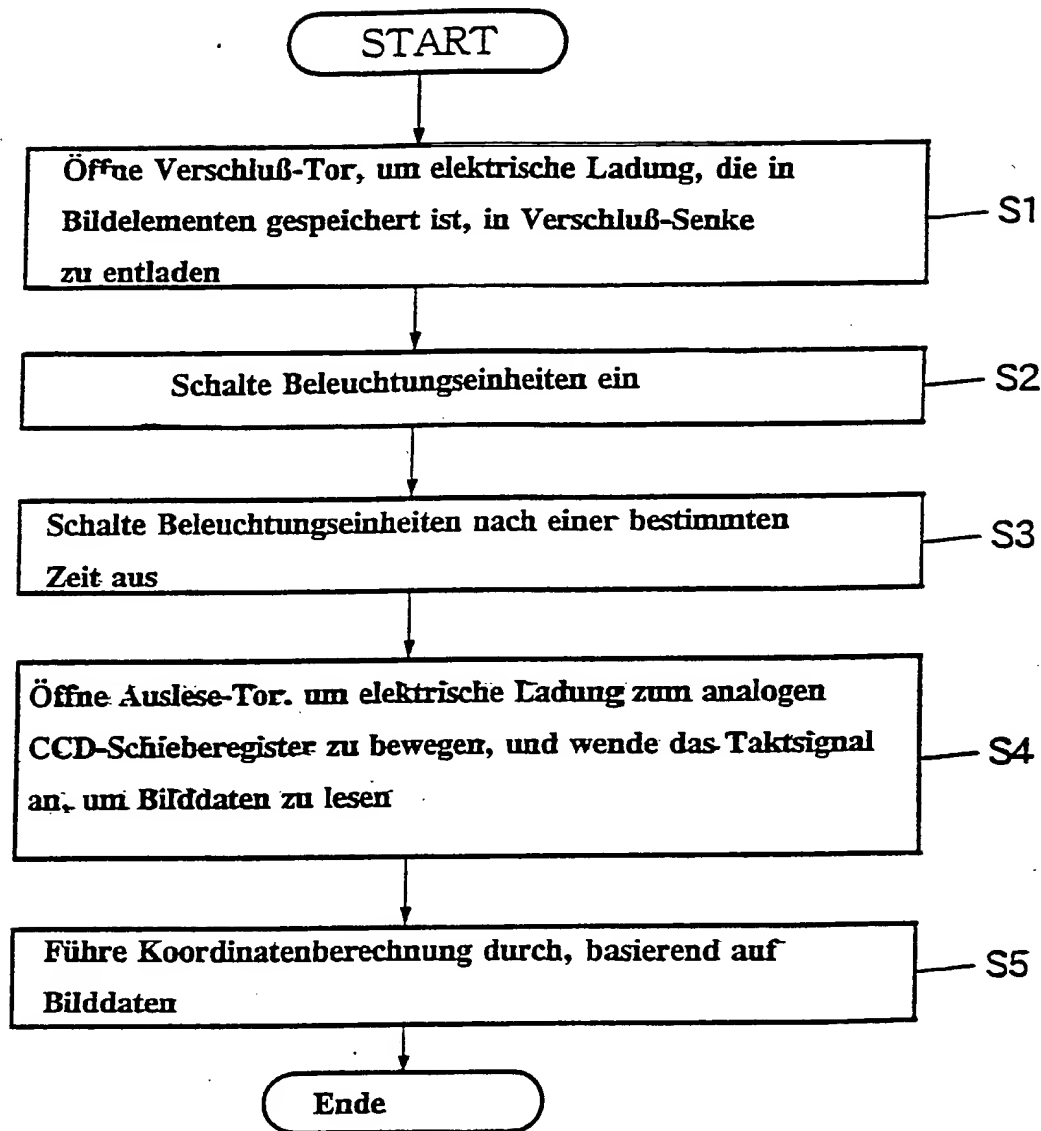 START
Öffne Verschluß-Tor, um elektrische Ladung, die in
Bildelementen gespeichert ist, in Verschluß-Senke
zu entladen
S1
Schalte Beleuchtungseinheiten ein
S2
Schalte Beleuchtungseinheiten nach einer bestimmten
Zeit aus
S3
Öffne Auslese-Tor. um elektrische Ladung zum analogen
CCD-Schieberegister zu bewegen, und wende das Taktsignal
an, um Bilddaten zu lesen
S4
Führe Koordinatenberechnung durch, basierend auf
Bilddaten
S5
Ende